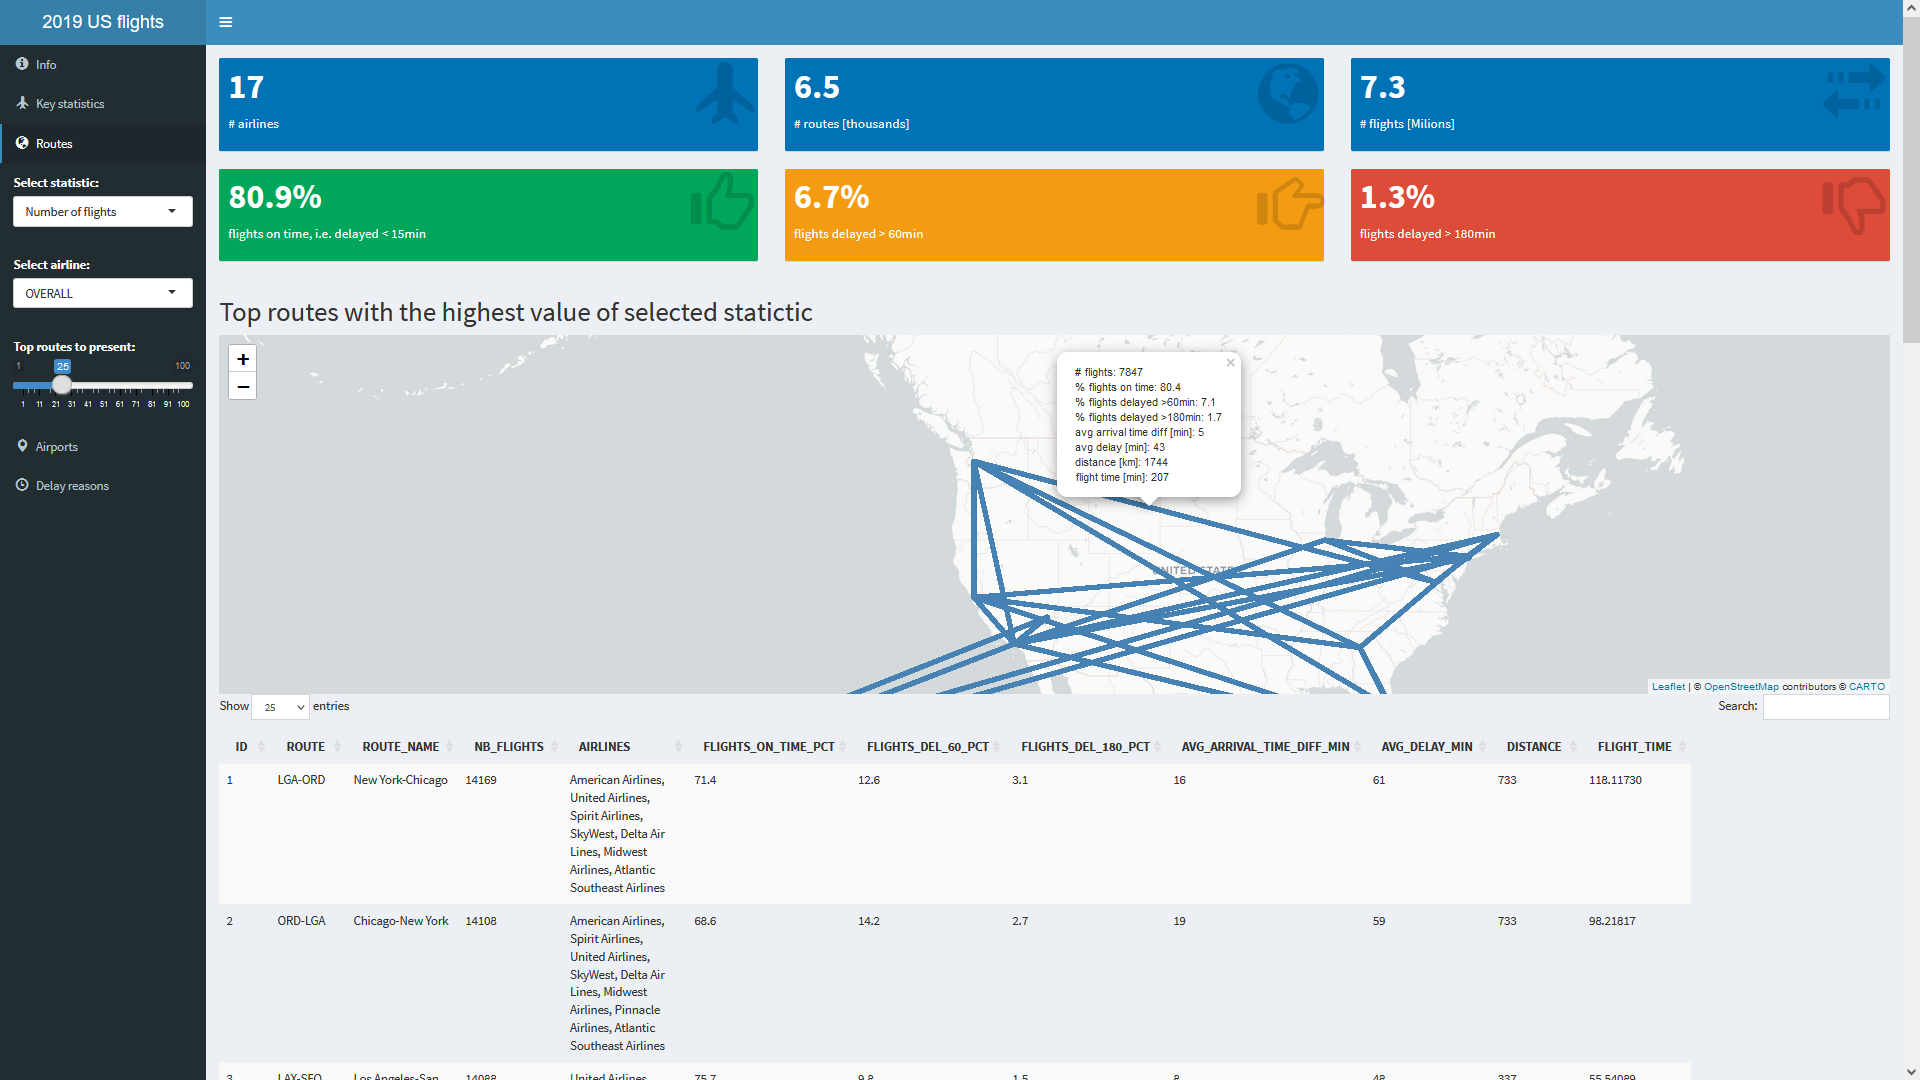 2019 US flights
Info
Key statistics
Routes
Select statistic:
Number of flights
Select airline:
OVERALL
Top routes to present:
1 25 100
1 11 21 31 41 51 61 71 81 91 100
Airports
Delay reasons
17
# airlines
6.5
# routes [thousands]
7.3
# flights [Milions]
80.9%
flights on time, i.e. delayed < 15min
6.7%
flights delayed > 60min
1.3%
flights delayed > 180min
Top routes with the highest value of selected statictic
+
−
×
# flights: 7847
% flights on time: 80.4
% flights delayed >60min: 7.1
% flights delayed >180min: 1.7
avg arrival time diff [min]: 5
avg delay [min]: 43
distance [km]: 1744
flight time [min]: 207
UNITED STATES
Leaflet | © OpenStreetMap contributors © CARTO
Show 25 entries
Search:
ID ROUTE ROUTE_NAME NB_FLIGHTS AIRLINES FLIGHTS_ON_TIME_PCT FLIGHTS_DEL_60_PCT FLIGHTS_DEL_180_PCT AVG_ARRIVAL_TIME_DIFF_MIN AVG_DELAY_MIN DISTANCE FLIGHT_TIME
1 LGA-ORD New York-Chicago 14169 American Airlines, 71.4 12.6 3.1 16 61 733 118.11730
United Airlines,
Spirit Airlines,
SkyWest, Delta Air
Lines, Midwest
Airlines, Atlantic
Southeast Airlines
2 ORD-LGA Chicago-New York 14108 American Airlines, 68.6 14.2 2.7 19 59 733 98.21817
Spirit Airlines,
United Airlines,
SkyWest, Delta Air
Lines, Midwest
Airlines, Pinnacle
Airlines, Atlantic
Southeast Airlines
3 LAX-SFO Los Angeles-San 14088 United Airlines, 75.7 9.8 1.5 8 48 337 55.54089